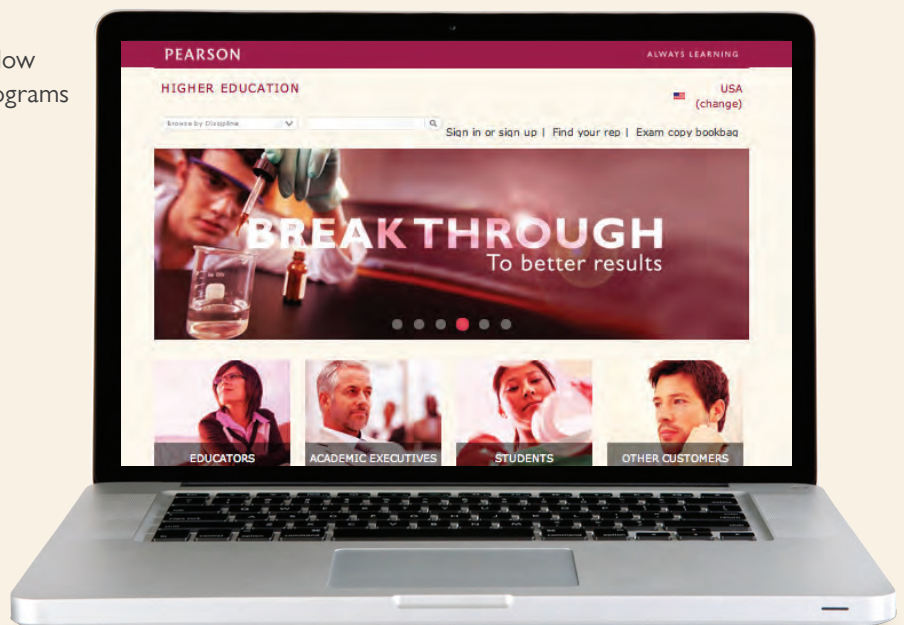 low
ograms
PEARSON
ALWAYS LEARNING
HIGHER EDUCATION
USA
(change)
Browse by Discipline
Sign in or sign up | Find your rep | Exam copy bookbag
BREAKTHROUGH
To better results
EDUCATORS
ACADEMIC EXECUTIVES
STUDENTS
OTHER CUSTOMERS